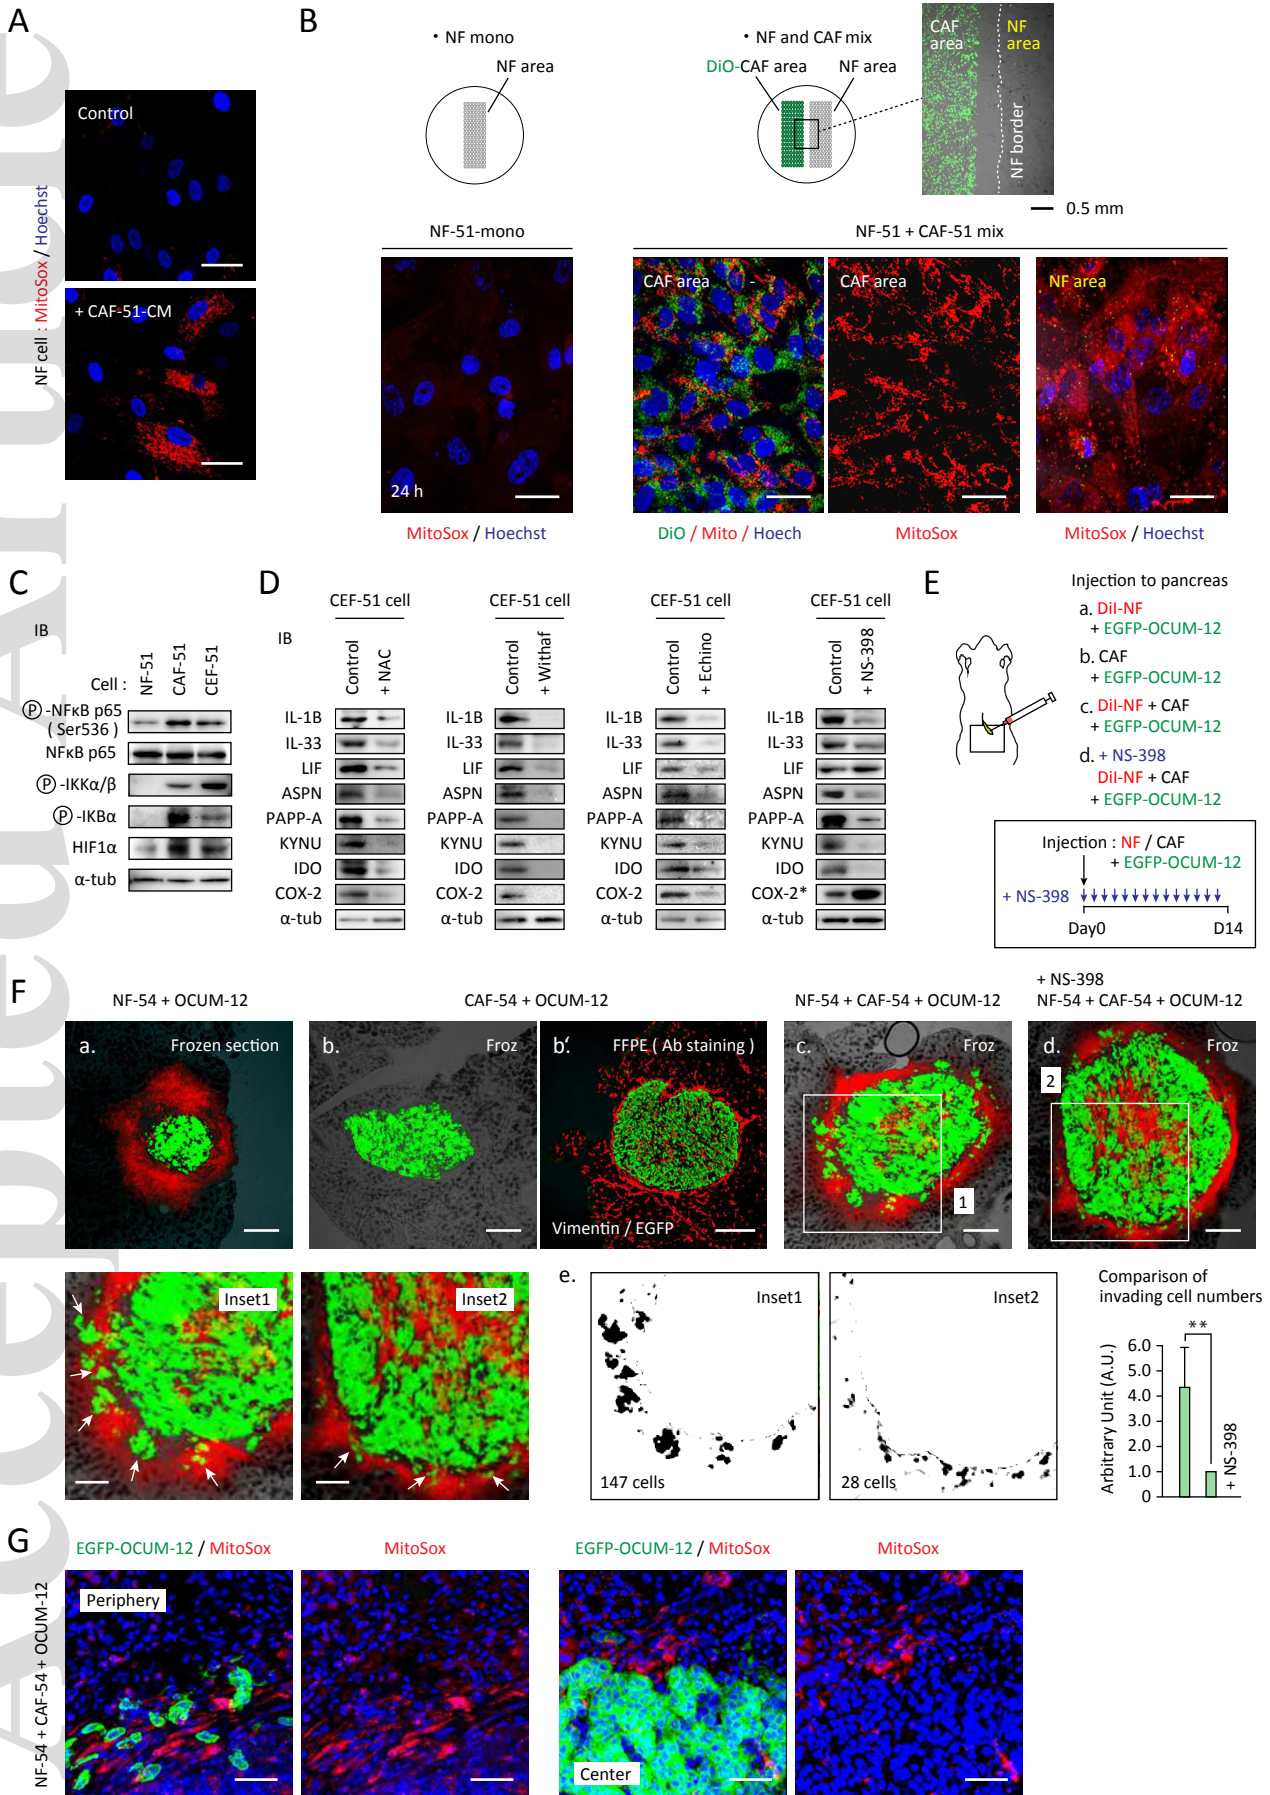 Accepted Article
A
Control
+ CAF-51-CM
NF cell : MitoSox / Hoechst
B
・NF mono
NF area
・NF and CAF mix
DiO-CAF area
NF area
CAF area
NF area
NF border
0.5 mm
NF-51-mono
NF-51 + CAF-51 mix
24 h
CAF area
CAF area
NF area
MitoSox / Hoechst
DiO / Mito / Hoech
MitoSox
MitoSox / Hoechst
C
IB
Cell :
NF-51
CAF-51
CEF-51
Ⓟ-NFκB p65
( Ser536 )
NFκB p65
Ⓟ-IKKα/β
Ⓟ-IKBα
HIF1α
α-tub
D
IB
CEF-51 cell
Control
+ NAC
IL-1B
IL-33
LIF
ASPN
PAPP-A
KYNU
IDO
COX-2
α-tub
CEF-51 cell
Control
+ Withaf
IL-1B
IL-33
LIF
ASPN
PAPP-A
KYNU
IDO
COX-2
α-tub
CEF-51 cell
Control
+ Echino
IL-1B
IL-33
LIF
ASPN
PAPP-A
KYNU
IDO
COX-2
α-tub
CEF-51 cell
Control
+ NS-398
IL-1B
IL-33
LIF
ASPN
PAPP-A
KYNU
IDO
COX-2*
α-tub
E
Injection to pancreas
a. DiI-NF
+ EGFP-OCUM-12
b. CAF
+ EGFP-OCUM-12
c. DiI-NF + CAF
+ EGFP-OCUM-12
d. + NS-398
DiI-NF + CAF
+ EGFP-OCUM-12
Injection : NF / CAF
+ EGFP-OCUM-12
+ NS-398
Day0
D14
F
NF-54 + OCUM-12
CAF-54 + OCUM-12
NF-54 + CAF-54 + OCUM-12
+ NS-398
NF-54 + CAF-54 + OCUM-12
a.
Frozen section
b.
Froz
b'.
FFPE ( Ab staining )
Vimentin / EGFP
c.
Froz
1
d.
Froz
2
Inset1
Inset2
e.
Inset1
147 cells
Inset2
28 cells
Comparison of
invading cell numbers
**
Arbitrary Unit (A.U.)
6.0
5.0
4.0
3.0
2.0
1.0
0
+ NS-398
G
NF-54 + CAF-54 + OCUM-12
EGFP-OCUM-12 / MitoSox
MitoSox
EGFP-OCUM-12 / MitoSox
MitoSox
Periphery
Center